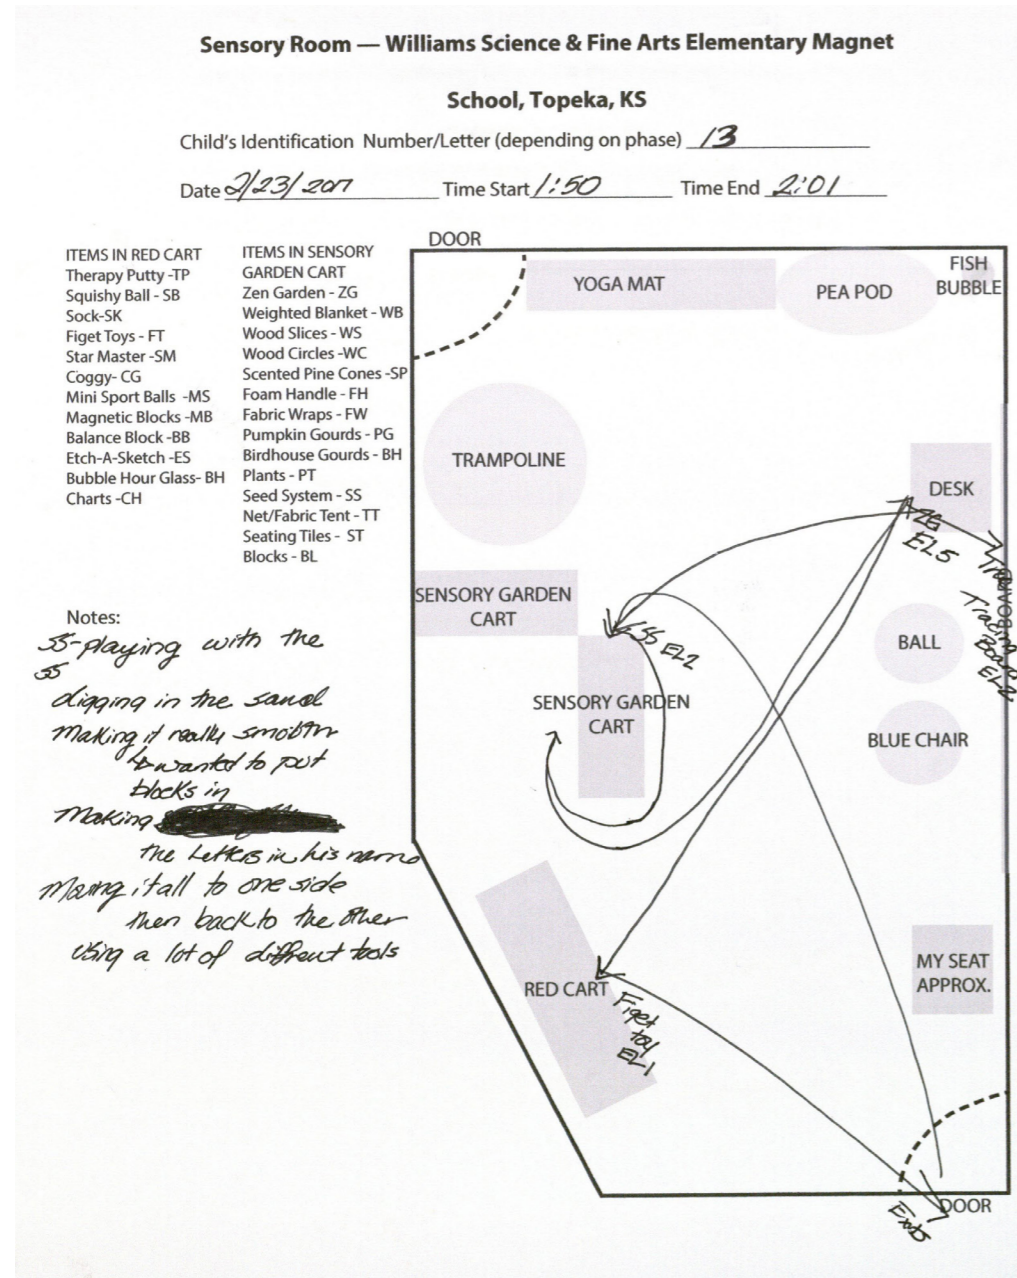 Sensory Room — Williams Science & Fine Arts Elementary Magnet
School, Topeka, KS
Child's Identification Number/Letter (depending on phase) 13
Date 2/23/2017 Time Start 1:50 Time End 2:01
ITEMS IN RED CART
Therapy Putty -TP
Squishy Ball - SB
Sock-SK
Figet Toys - FT
Star Master -SM
Coggy- CG
Mini Sport Balls -MS
Magnetic Blocks -MB
Balance Block -BB
Etch-A-Sketch -ES
Bubble Hour Glass- BH
Charts -CH
ITEMS IN SENSORY
GARDEN CART
Zen Garden - ZG
Weighted Blanket - WB
Wood Slices - WS
Wood Circles -WC
Scented Pine Cones -SP
Foam Handle - FH
Fabric Wraps - FW
Pumpkin Gourds - PG
Birdhouse Gourds - BH
Plants - PT
Seed System - SS
Net/Fabric Tent - TT
Seating Tiles - ST
Blocks - BL
Notes:
SS-playing with the
SS
digging in the sand
Making it really smooth
wanted to put
blocks in
Making
the Letters in his name
Moving it all to one side
then back to the other
Using a lot of diffrent tools
DOOR
YOGA MAT
PEA POD
FISH
BUBBLE
TRAMPOLINE
DESK
ZG
EL5
SENSORY GARDEN
CART
SS EL2
BOARD
Tracing
Board
EL2
BALL
SENSORY GARDEN
CART
BLUE CHAIR
RED CART
Figet
toy
EL1
MY SEAT
APPROX.
DOOR
Exits